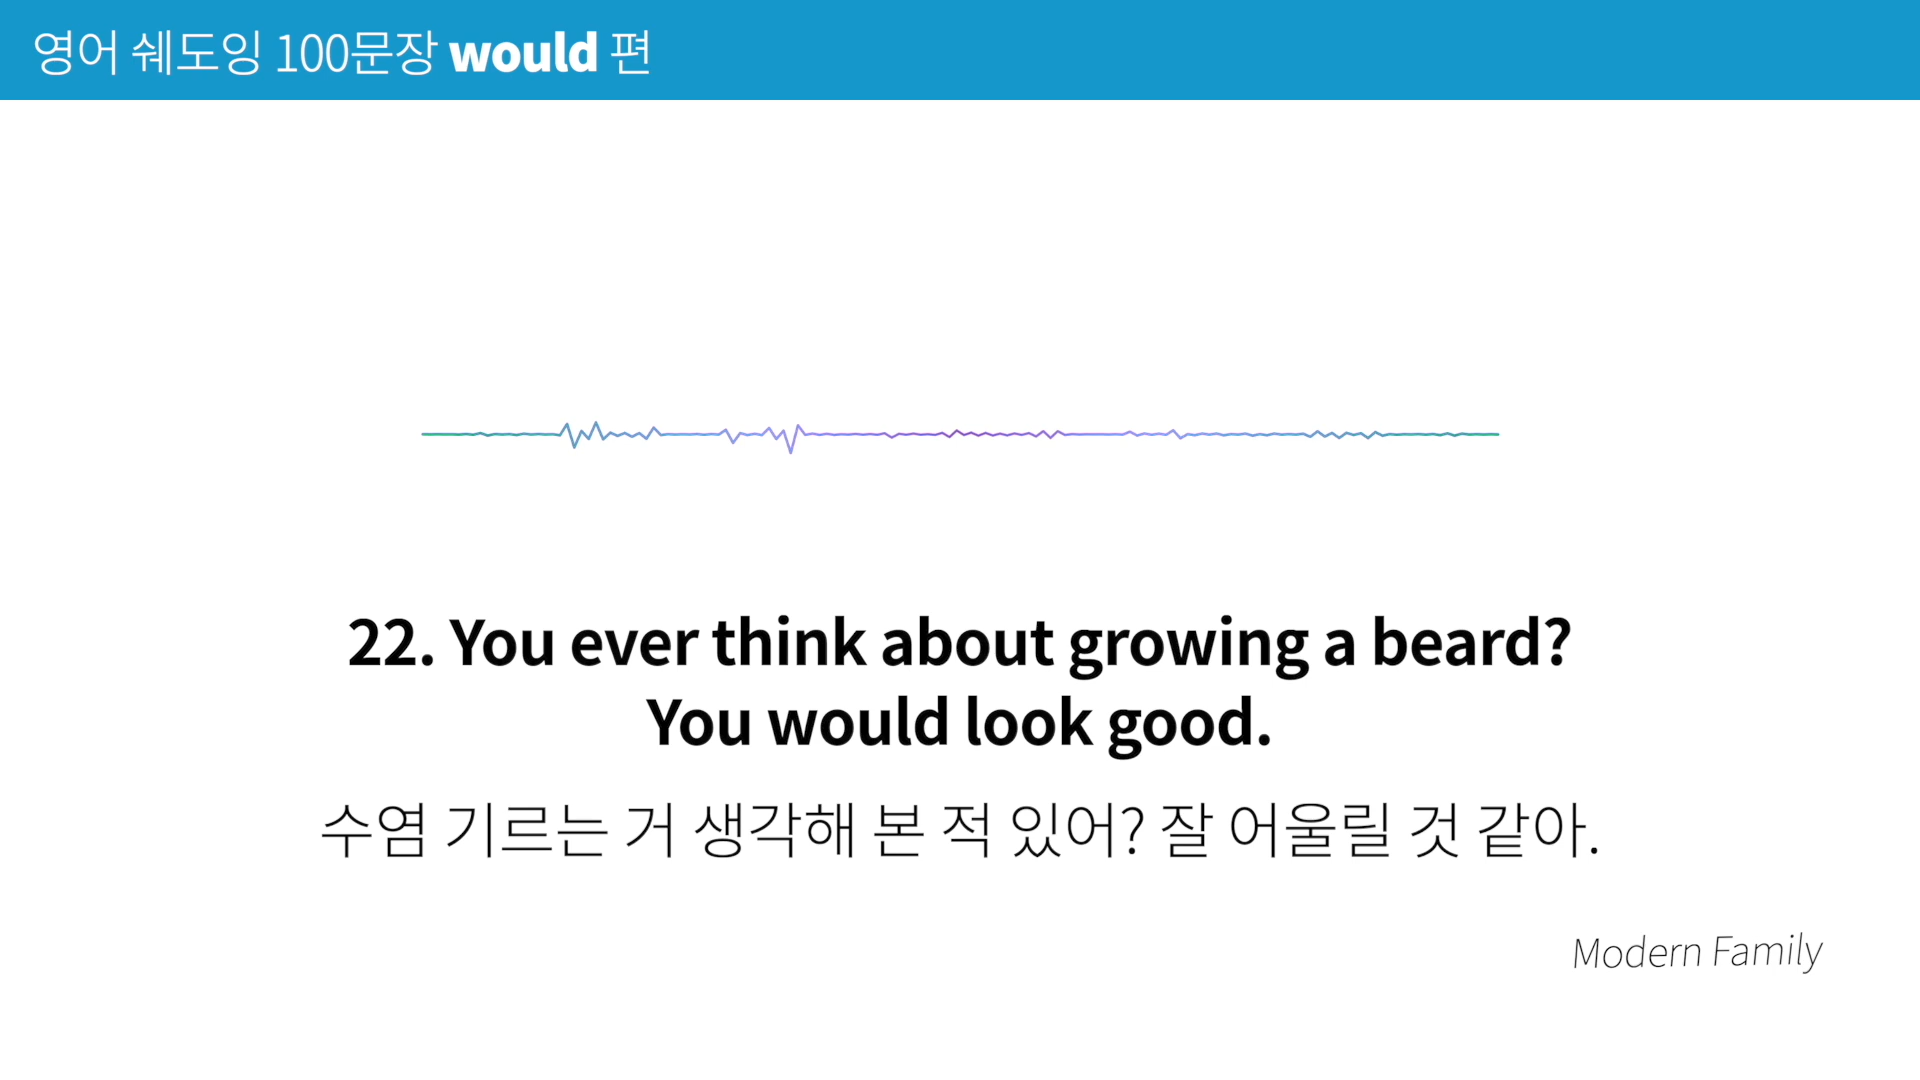 영어 쉐도잉 100문장 would 편
22. You ever think about growing a beard?
You would look good.
수염 기르는 거 생각해 본 적 있어? 잘 어울릴 것 같아.
Modern Family